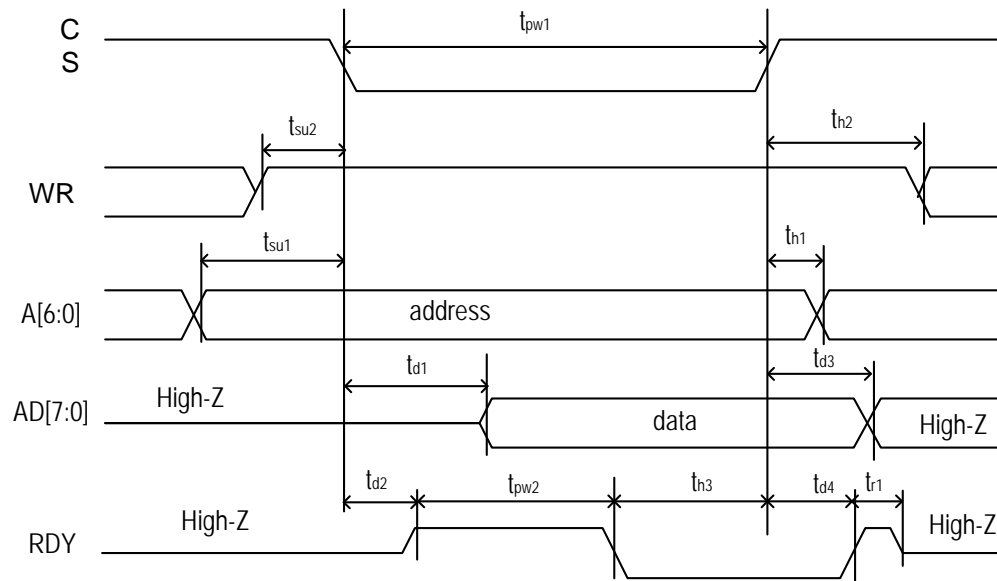 C
S
tpw1
tsu2
th2
WR
tsu1
th1
A[6:0]
address
td1
td3
AD[7:0]
High-Z
data
High-Z
td2
tpw2
th3
td4
tr1
RDY
High-Z
High-Z